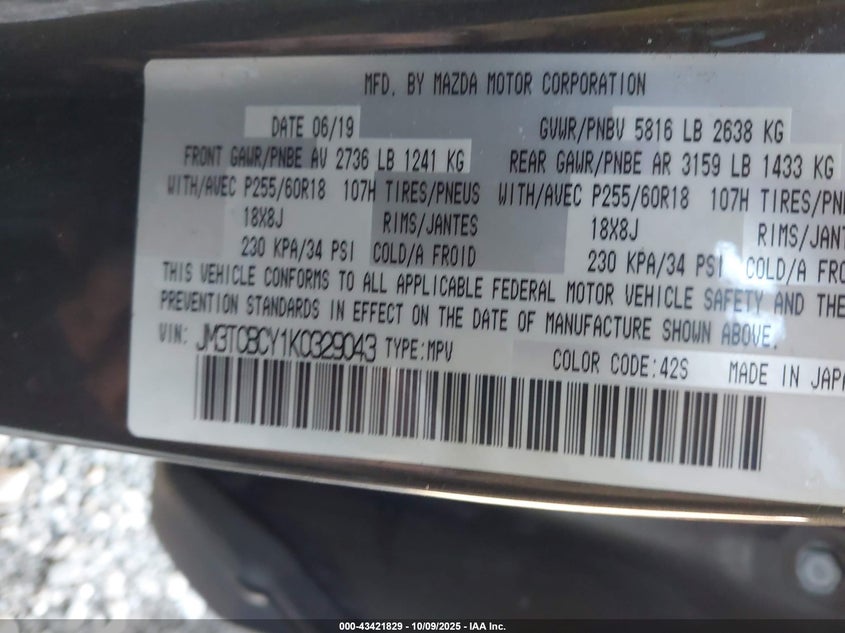 MFD. BY MAZDA MOTOR CORPORATION
DATE 06/19 GVWR/PNBV 5816 LB 2638 KG
FRONT GAWR/PNBE AV 2736 LB 1241 KG REAR GAWR/PNBE AR 3159 LB 1433 KG
WITH/AVEC P255/60R18 107H TIRES/PNEUS WITH/AVEC P255/60R18 107H TIRES/PNE
18X8J RIMS/JANTES 18X8J RIMS/JANT
230 KPA/34 PSI COLD/A FROID 230 KPA/34 PSI COLD/A FRO
THIS VEHICLE CONFORMS TO ALL APPLICABLE FEDERAL MOTOR VEHICLE SAFETY AND THE
PREVENTION STANDARDS IN EFFECT ON THE DATE OF MANUFACTURE SHOWN ABOVE.
VIN: JM3TCBCY1K0329043 TYPE:MPV COLOR CODE:42S MADE IN JAPA
000-43421829 - 10/09/2025 - IAA Inc.